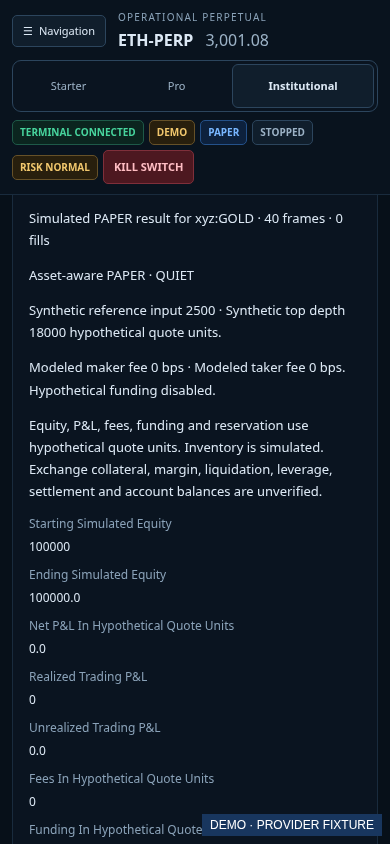 ☰ Navigation
OPERATIONAL PERPETUAL
ETH-PERP 3,001.08
Starter Pro Institutional
TERMINAL CONNECTED DEMO PAPER STOPPED
RISK NORMAL KILL SWITCH
Simulated PAPER result for xyz:GOLD · 40 frames · 0
fills
Asset-aware PAPER · QUIET
Synthetic reference input 2500 · Synthetic top depth
18000 hypothetical quote units.
Modeled maker fee 0 bps · Modeled taker fee 0 bps.
Hypothetical funding disabled.
Equity, P&L, fees, funding and reservation use
hypothetical quote units. Inventory is simulated.
Exchange collateral, margin, liquidation, leverage,
settlement and account balances are unverified.
Starting Simulated Equity
100000
Ending Simulated Equity
100000.0
Net P&L In Hypothetical Quote Units
0.0
Realized Trading P&L
0
Unrealized Trading P&L
0.0
Fees In Hypothetical Quote Units
0
Funding In Hypothetical Quote
DEMO · PROVIDER FIXTURE